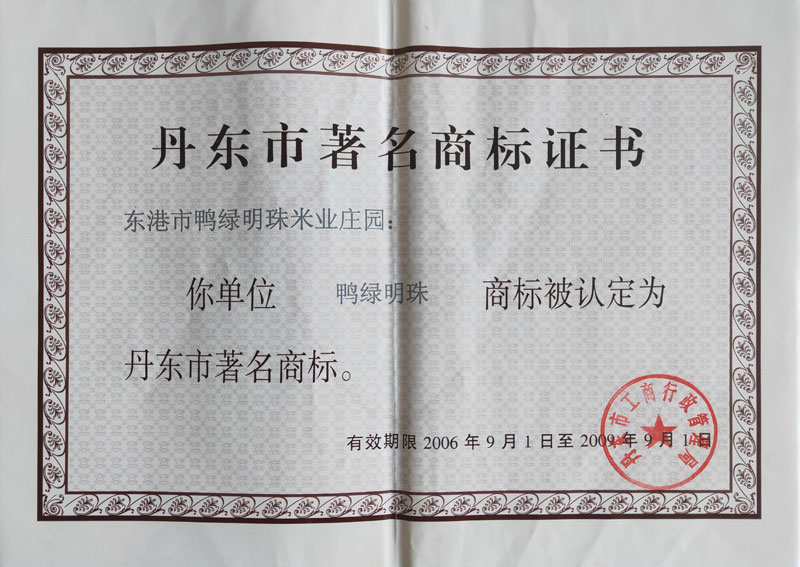 丹东市著名商标证书
东港市鸭绿明珠米业庄园：
你单位 鸭绿明珠 商标被认定为
丹东市著名商标。
有效期限 2006 年 9 月 1 日至 2009 年 9 月 1 日
丹东市工商行政管理局